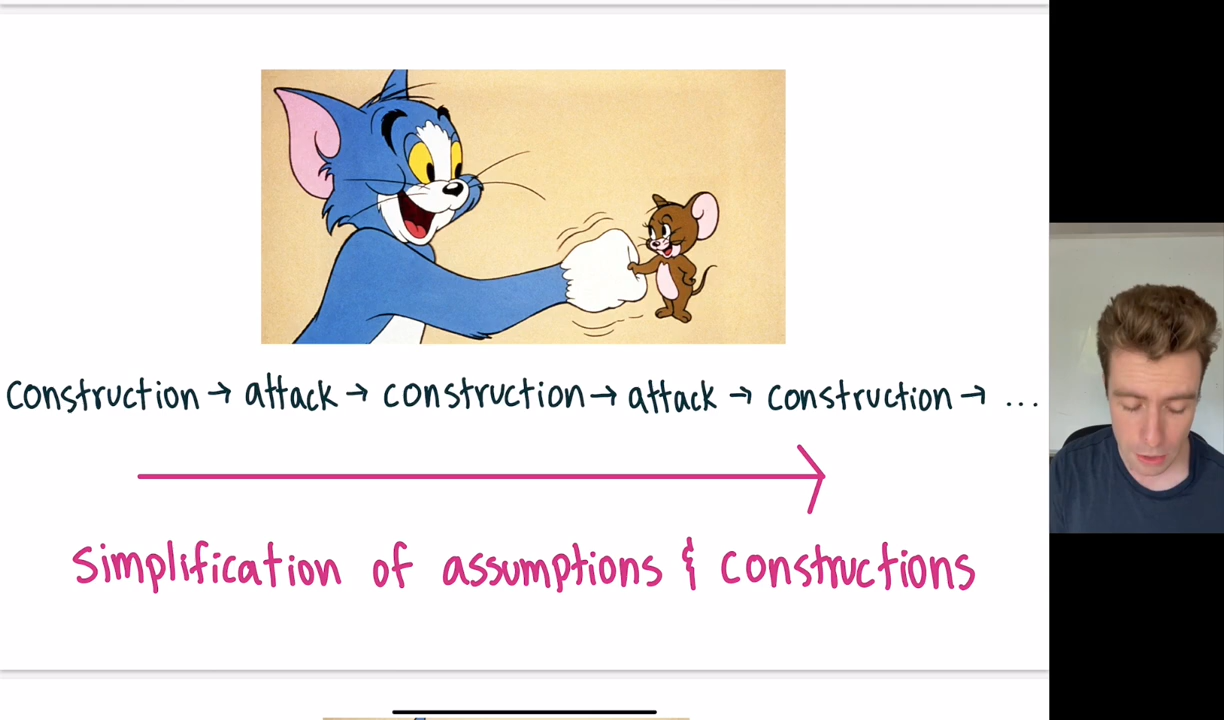 construction → attack → construction → attack → construction → ...
simplification of assumptions & constructions